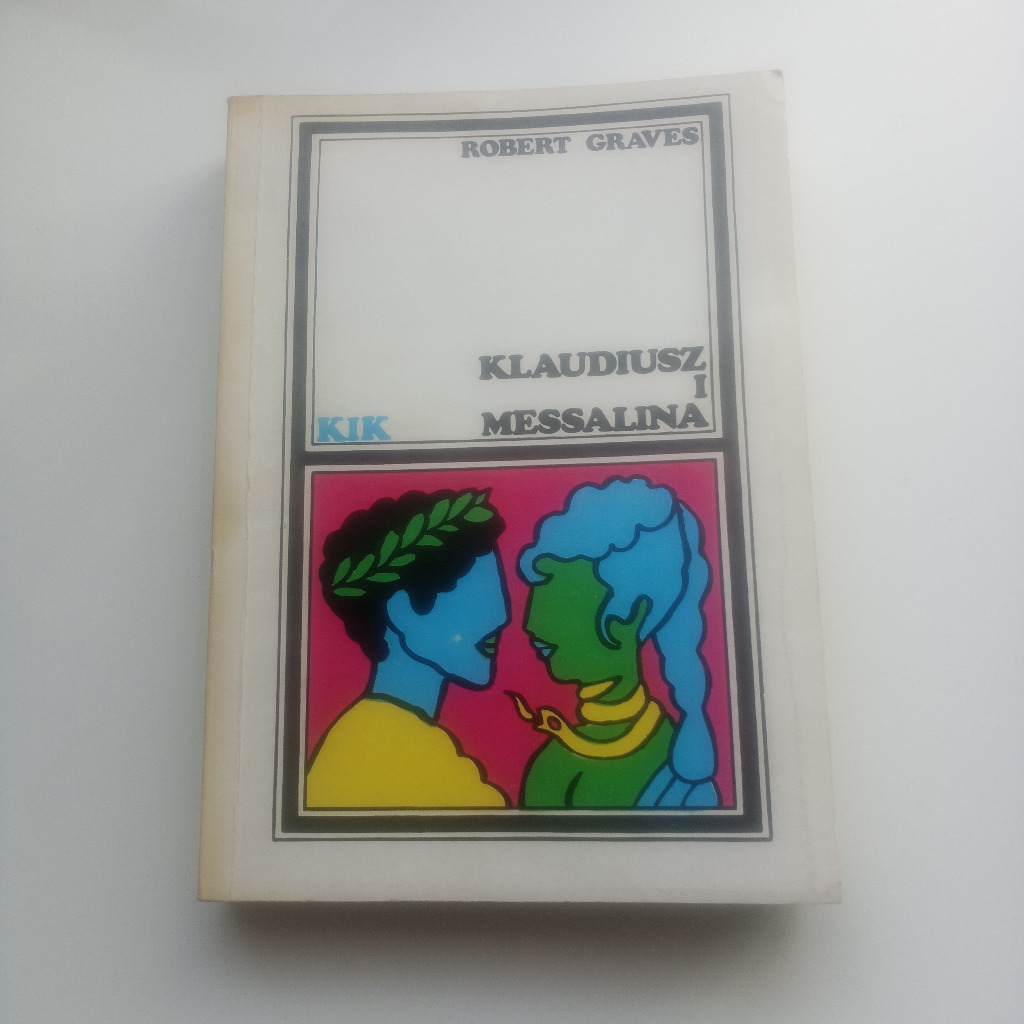 ROBERT GRAVES
KLAUDIUSZ
I
MESSALINA
KIK